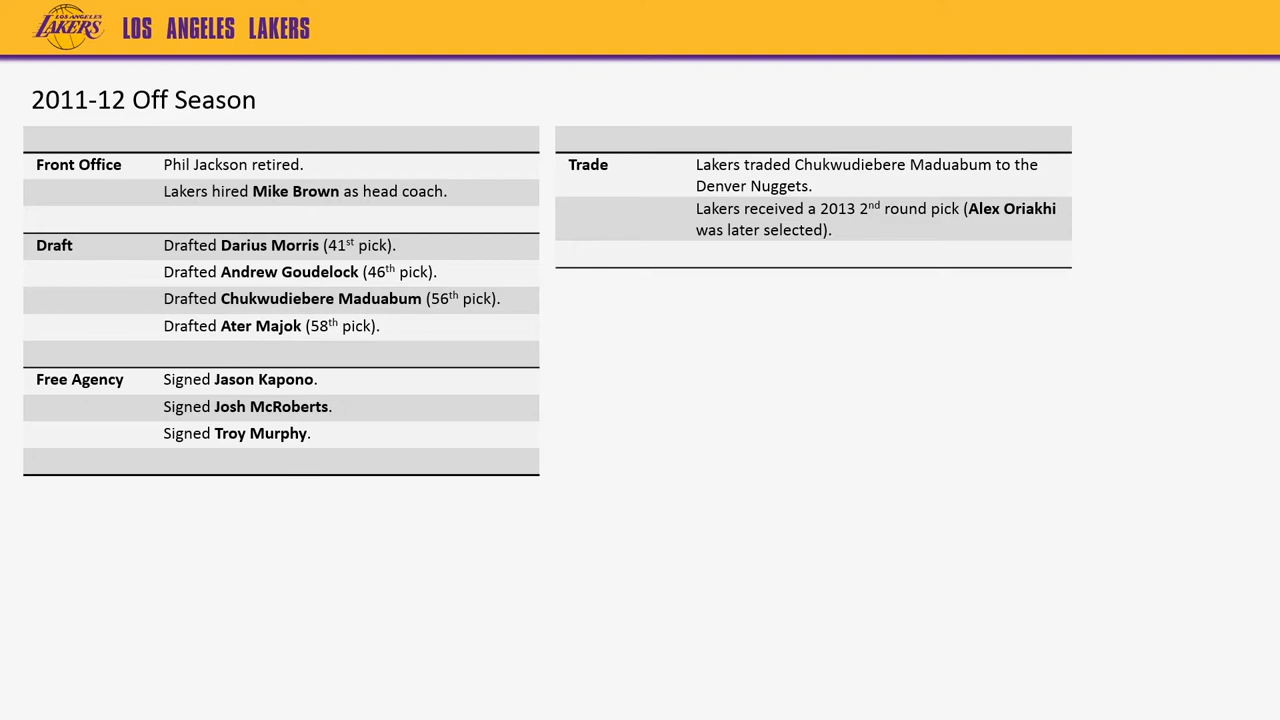 LOS ANGELES
LAKERS
LOS ANGELES LAKERS
2011-12 Off Season
Front Office Phil Jackson retired.
Lakers hired Mike Brown as head coach.
Draft Drafted Darius Morris (41st pick).
Drafted Andrew Goudelock (46th pick).
Drafted Chukwudiebere Maduabum (56th pick).
Drafted Ater Majok (58th pick).
Free Agency Signed Jason Kapono.
Signed Josh McRoberts.
Signed Troy Murphy.
Trade Lakers traded Chukwudiebere Maduabum to the
Denver Nuggets.
Lakers received a 2013 2nd round pick (Alex Oriakhi
was later selected).